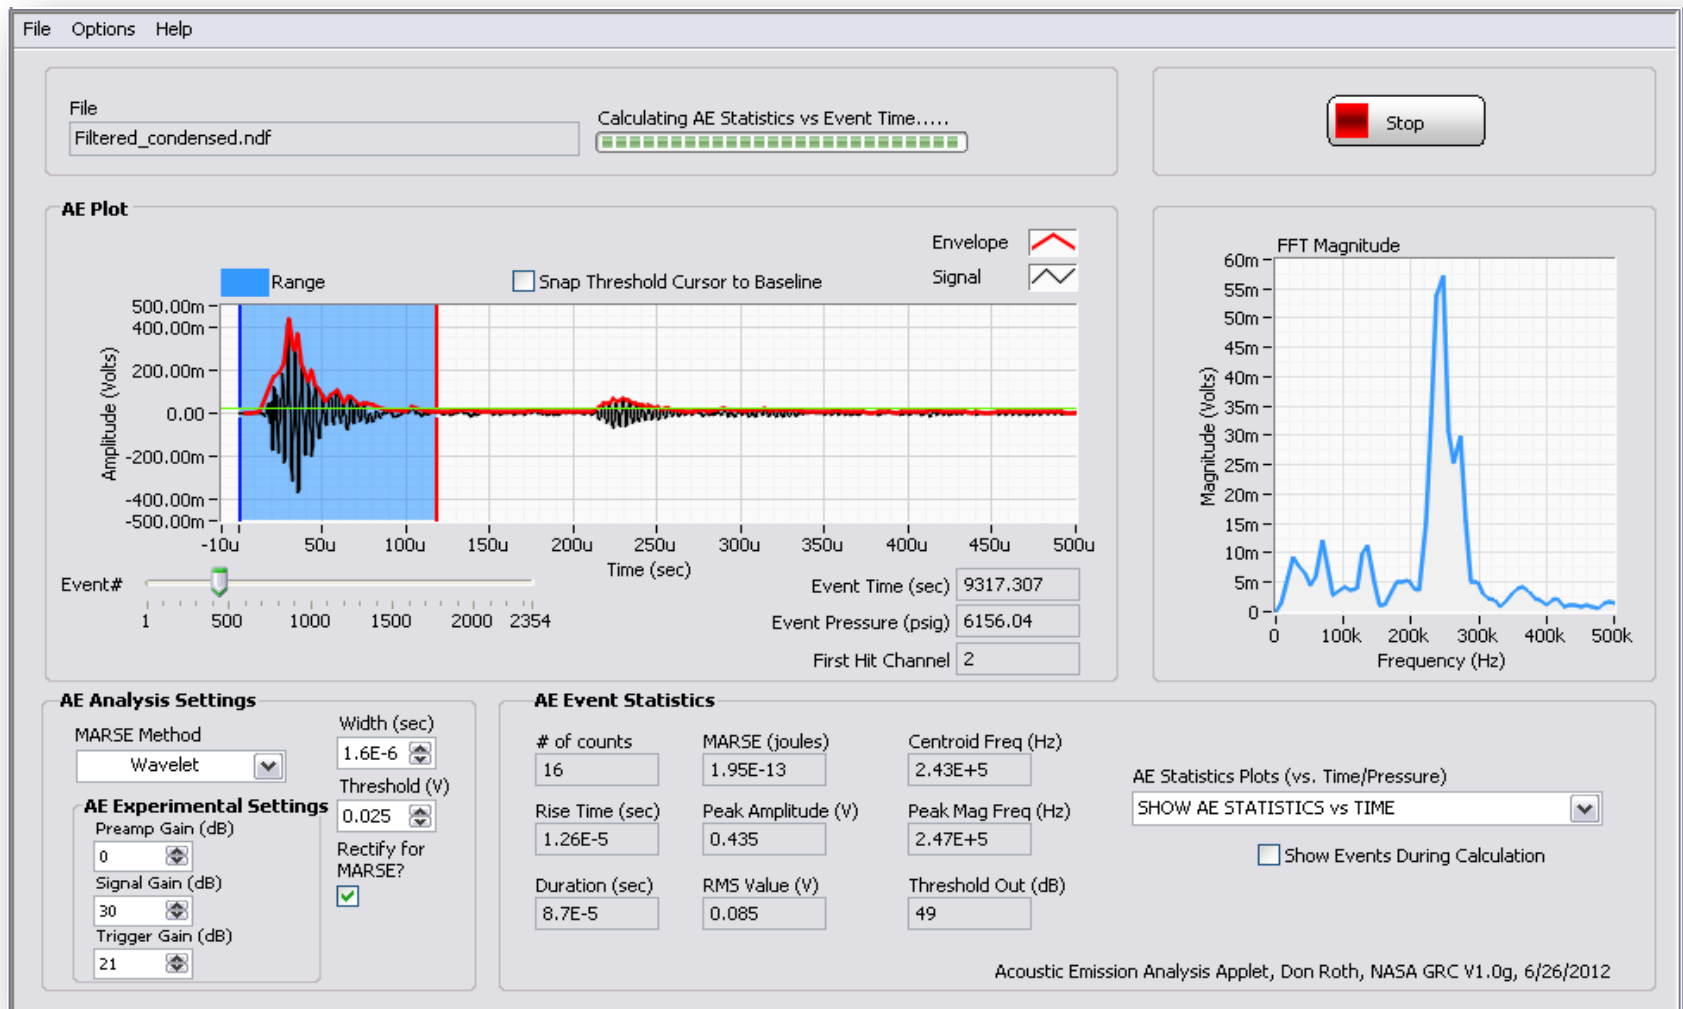 File Options Help
File
Filtered_condensed.ndf
Calculating AE Statistics vs Event Time.....
Stop
AE Plot
Envelope
Signal
Range
Snap Threshold Cursor to Baseline
500.00m
400.00m
200.00m
0.00
-200.00m
-400.00m
-500.00m
Amplitude (Volts)
-10u 50u 100u 150u 200u 250u 300u 350u 400u 450u 500u
Time (sec)
Event#
1 500 1000 1500 2000 2354
Event Time (sec) 9317.307
Event Pressure (psig) 6156.04
First Hit Channel 2
FFT Magnitude
60m
55m
50m
45m
40m
35m
30m
25m
20m
15m
10m
5m
0
Magnitude (Volts)
0 100k 200k 300k 400k 500k
Frequency (Hz)
AE Analysis Settings
MARSE Method
Wavelet
Width (sec)
1.6E-6
Threshold (V)
0.025
Rectify for
MARSE?
AE Experimental Settings
Preamp Gain (dB)
0
Signal Gain (dB)
30
Trigger Gain (dB)
21
AE Event Statistics
# of counts MARSE (joules) Centroid Freq (Hz)
16 1.95E-13 2.43E+5
Rise Time (sec) Peak Amplitude (V) Peak Mag Freq (Hz)
1.26E-5 0.435 2.47E+5
Duration (sec) RMS Value (V) Threshold Out (dB)
8.7E-5 0.085 49
AE Statistics Plots (vs. Time/Pressure)
SHOW AE STATISTICS vs TIME
Show Events During Calculation
Acoustic Emission Analysis Applet, Don Roth, NASA GRC V1.0g, 6/26/2012